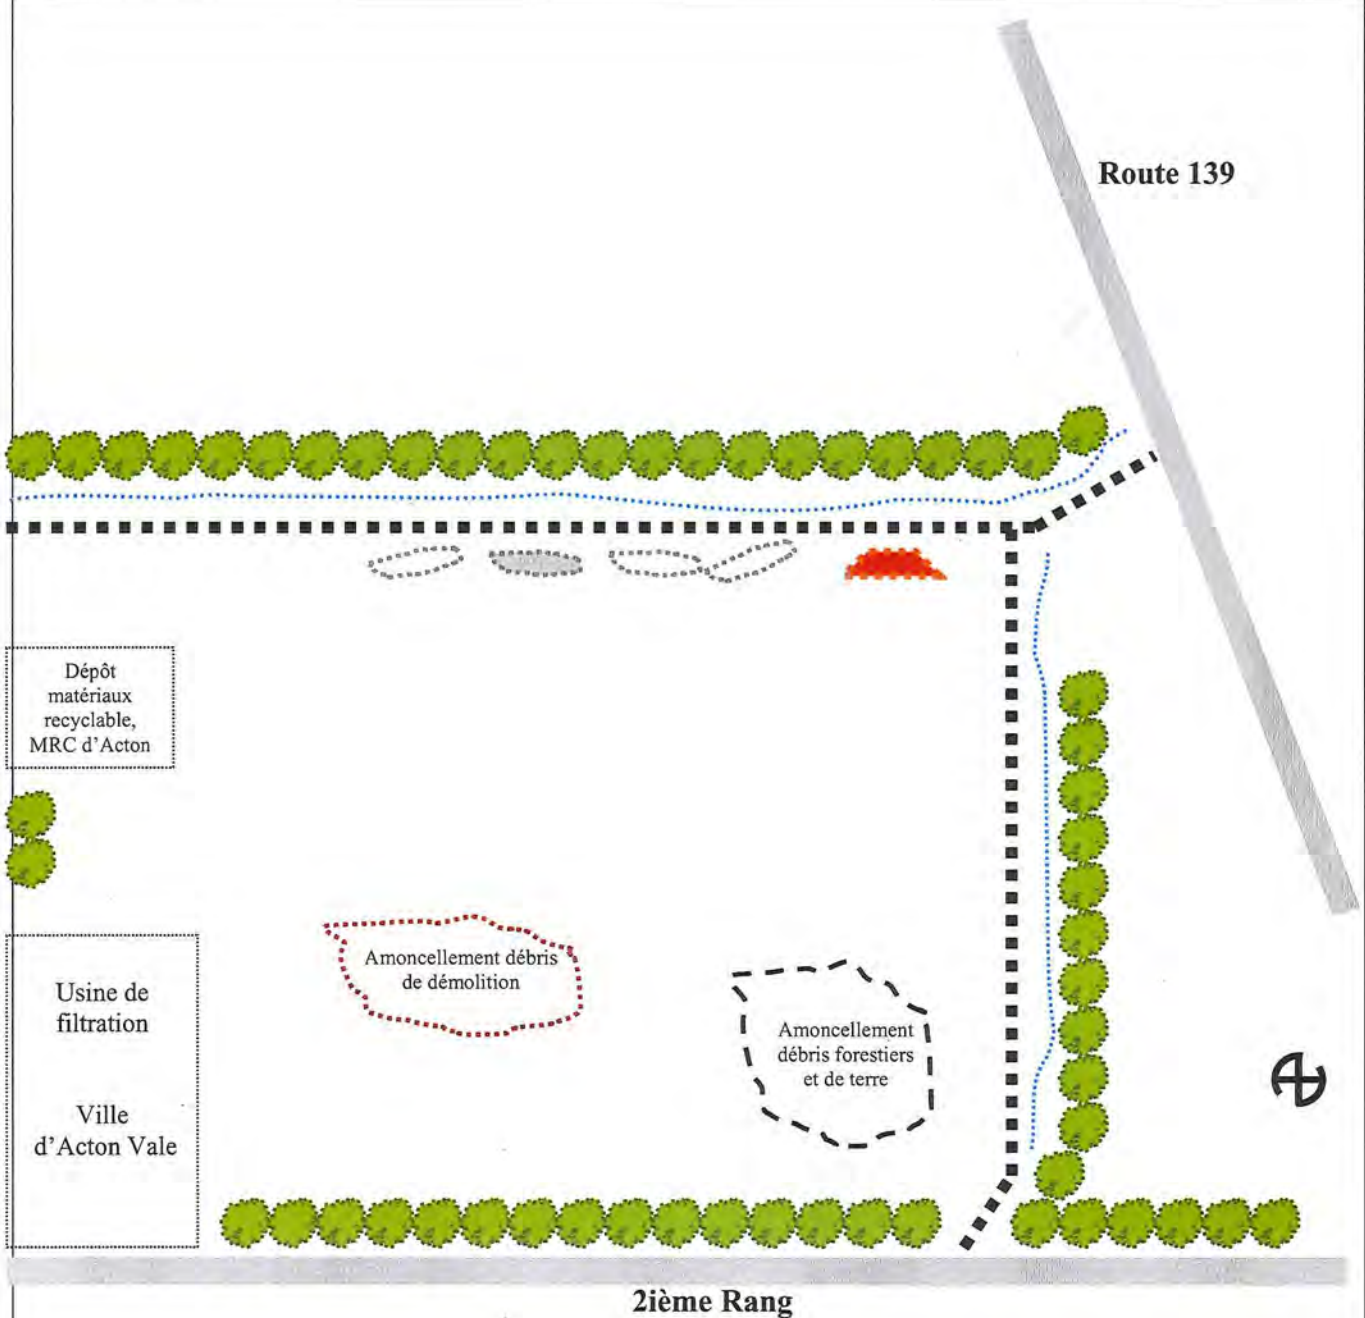 Route 139
Dépôt
matériaux
recyclable,
MRC d'Acton
Amoncellement débris
de démolition
Usine de
filtration
Amoncellement
débris forestiers
et de terre
Ville
d'Acton Vale
2ième Rang